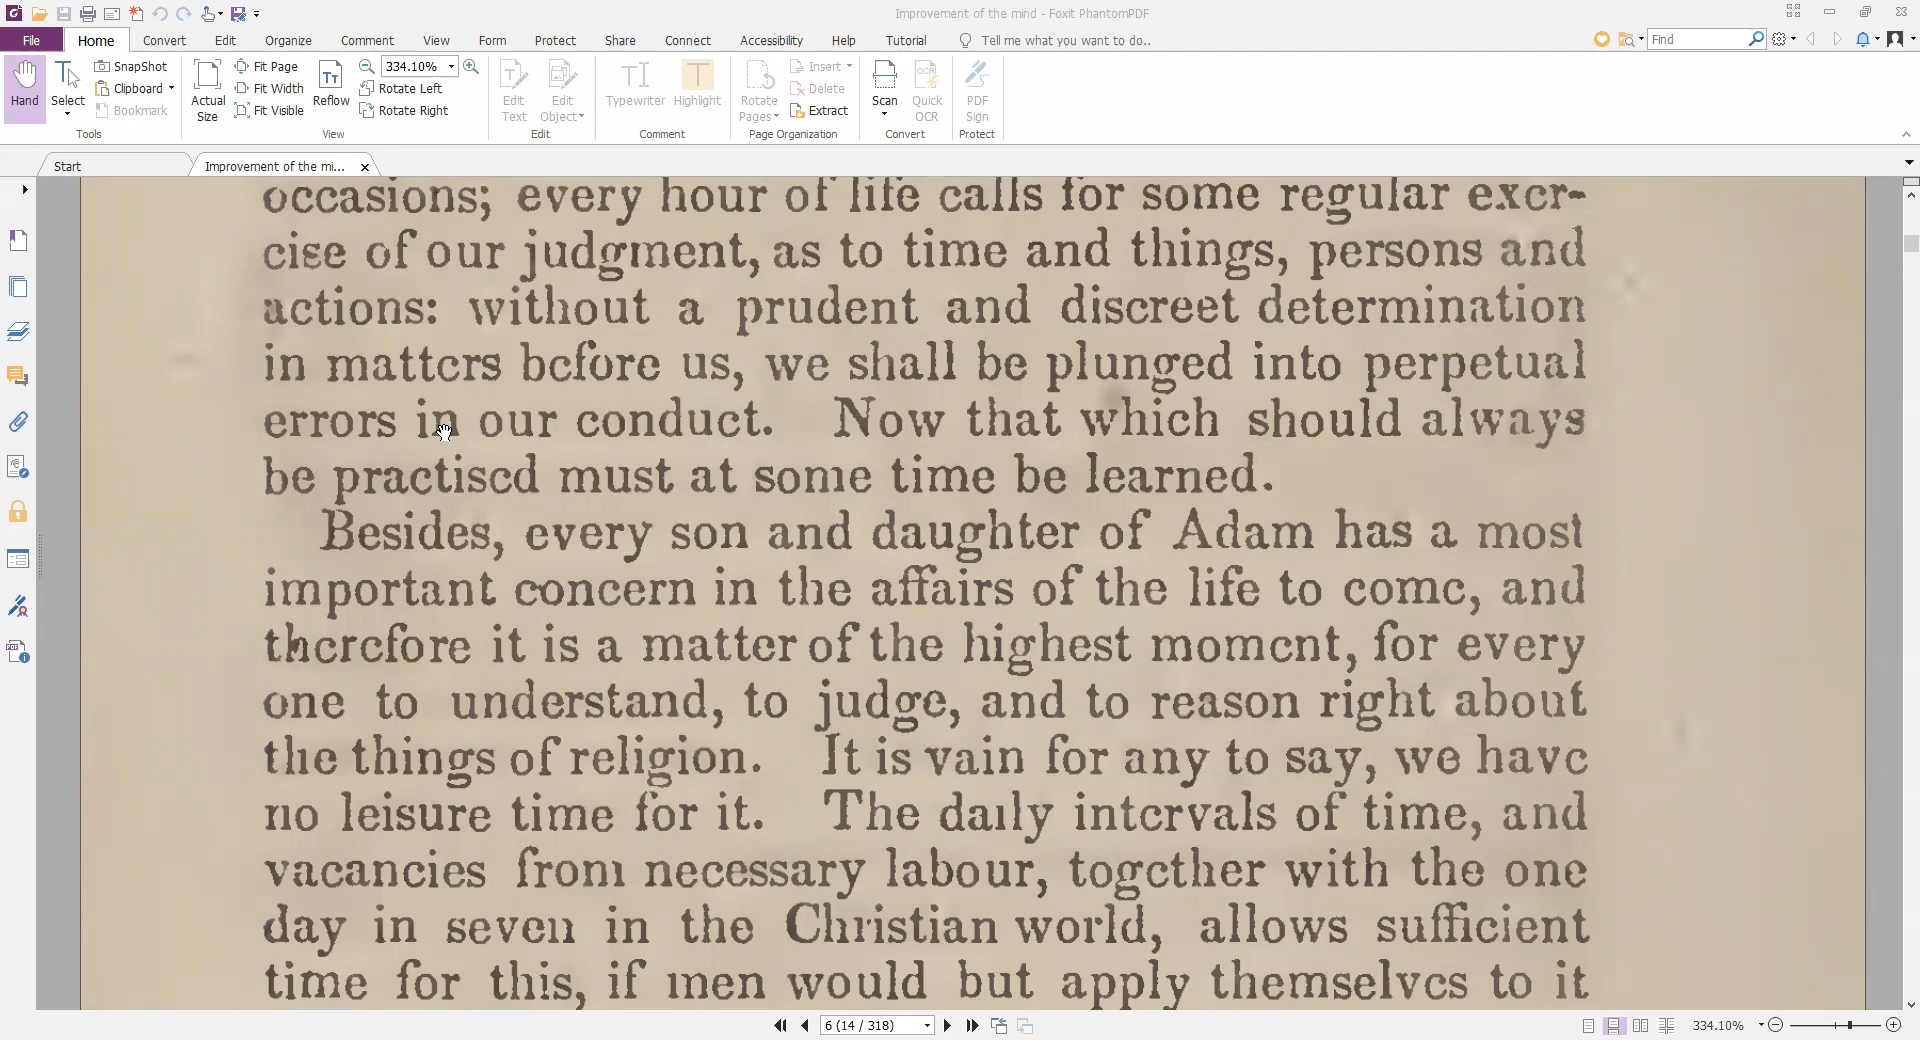 Improvement of the mind - Foxit PhantomPDF
File Home Convert Edit Organize Comment View Form Protect Share Connect Accessibility Help Tutorial Tell me what you want to do.. Find
Hand
Select
SnapShot
Clipboard
Bookmark
Tools
Actual Size
Fit Page
Fit Width
Fit Visible
Reflow
334.10%
Rotate Left
Rotate Right
View
Edit Text
Edit Object
Edit
Typewriter
Highlight
Comment
Rotate Pages
Insert
Delete
Extract
Page Organization
Scan
Quick OCR
Convert
PDF Sign
Protect
Start
Improvement of the mi...
occasions; every hour of life calls for some regular exer-
cise of our judgment, as to time and things, persons and
actions: without a prudent and discreet determination
in matters before us, we shall be plunged into perpetual
errors in our conduct. Now that which should always
be practised must at some time be learned.
Besides, every son and daughter of Adam has a most
important concern in the affairs of the life to come, and
therefore it is a matter of the highest moment, for every
one to understand, to judge, and to reason right about
the things of religion. It is vain for any to say, we have
no leisure time for it. The daily intervals of time, and
vacancies from necessary labour, together with the one
day in seven in the Christian world, allows sufficient
time for this, if men would but apply themselves to it
6 (14 / 318)
334.10%